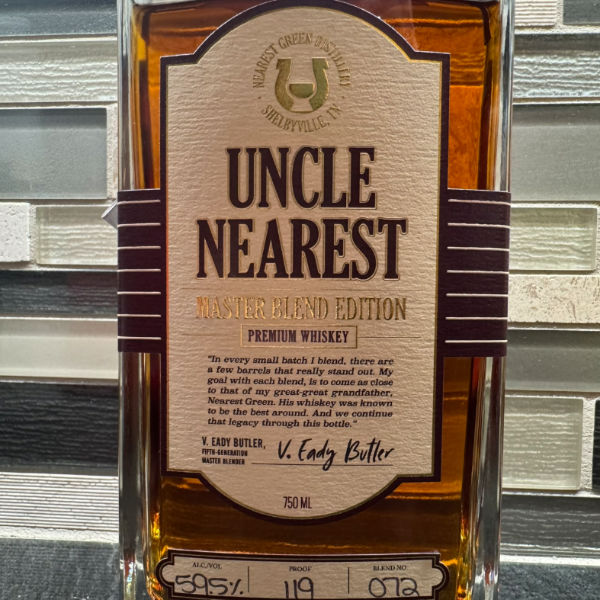 NEAREST GREEN DISTILLERY
SHELBYVILLE, TN
UNCLE
NEAREST
MASTER BLEND EDITION
PREMIUM WHISKEY
"In every small batch I blend, there are
a few barrels that really stand out. My
goal with each blend, is to come as close
to that of my great-great grandfather,
Nearest Green. His whiskey was known
to be the best around. And we continue
that legacy through this bottle."
V. EADY BUTLER,
FIFTH-GENERATION
MASTER BLENDER
V. Eady Butler
750 ML
ALC/VOL PROOF BLEND NO
59.5% 119 072